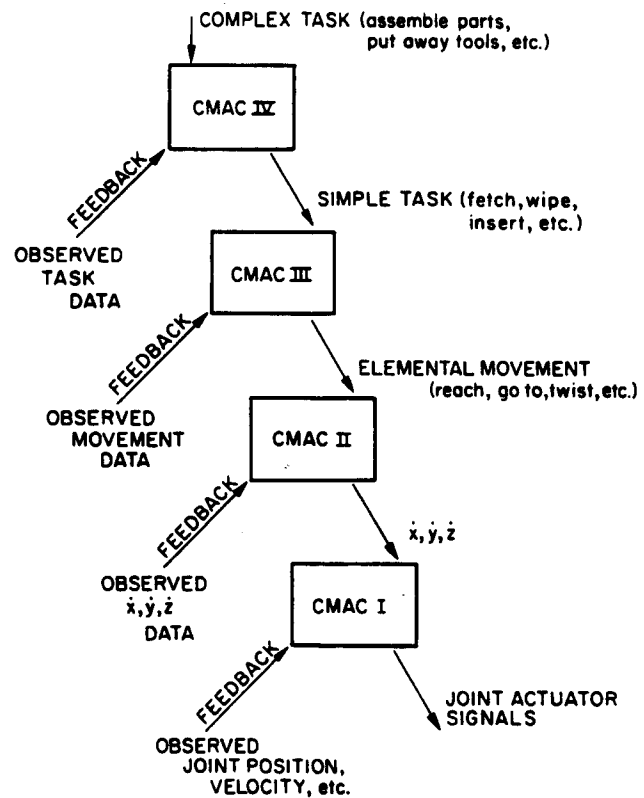 COMPLEX TASK (assemble parts,
put away tools, etc.)
CMAC IV
FEEDBACK
OBSERVED
TASK
DATA
SIMPLE TASK (fetch, wipe,
insert, etc.)
CMAC III
FEEDBACK
OBSERVED
MOVEMENT
DATA
ELEMENTAL MOVEMENT
(reach, go to, twist, etc.)
CMAC II
FEEDBACK
OBSERVED
ẋ, ẏ, ż
DATA
ẋ, ẏ, ż
CMAC I
FEEDBACK
OBSERVED
JOINT POSITION,
VELOCITY, etc.
JOINT ACTUATOR
SIGNALS